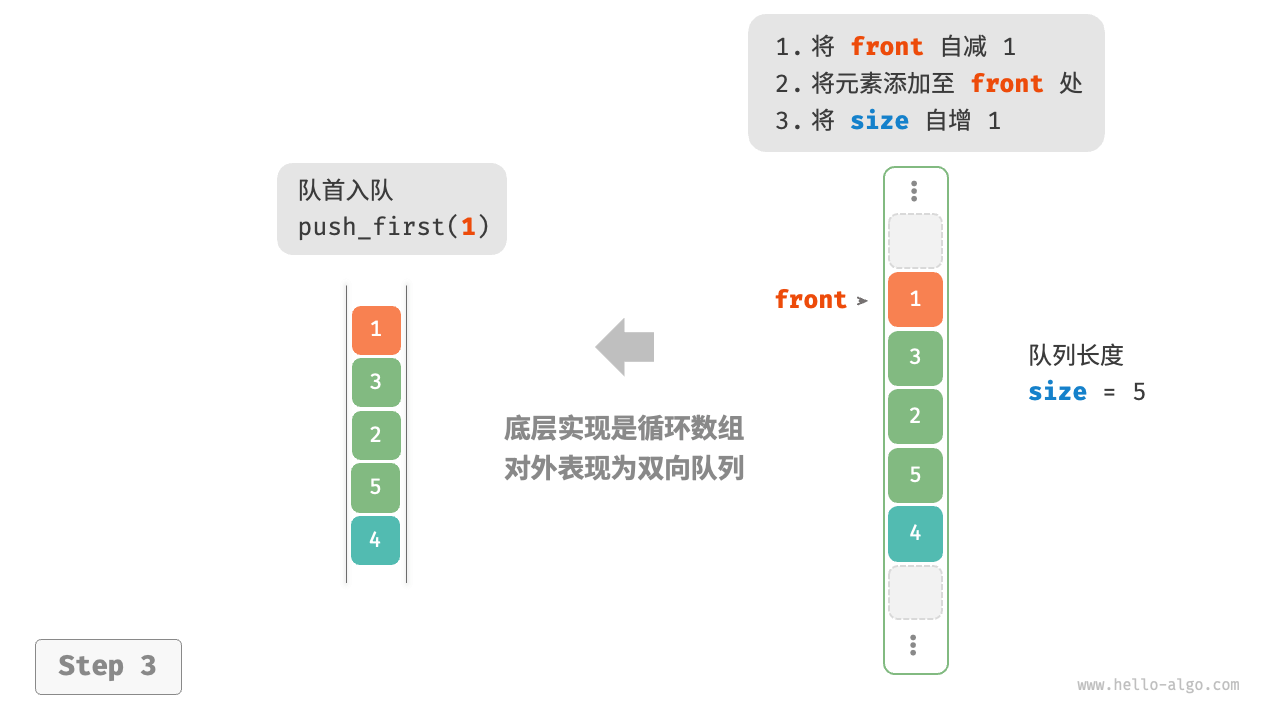 1. 将 front 自减 1
2. 将元素添加至 front 处
3. 将 size 自增 1
队首入队
push_first(1)
1
3
2
5
4
底层实现是循环数组
对外表现为双向队列
front
1
3
2
5
4
队列长度
size = 5
Step 3
www.hello-algo.com